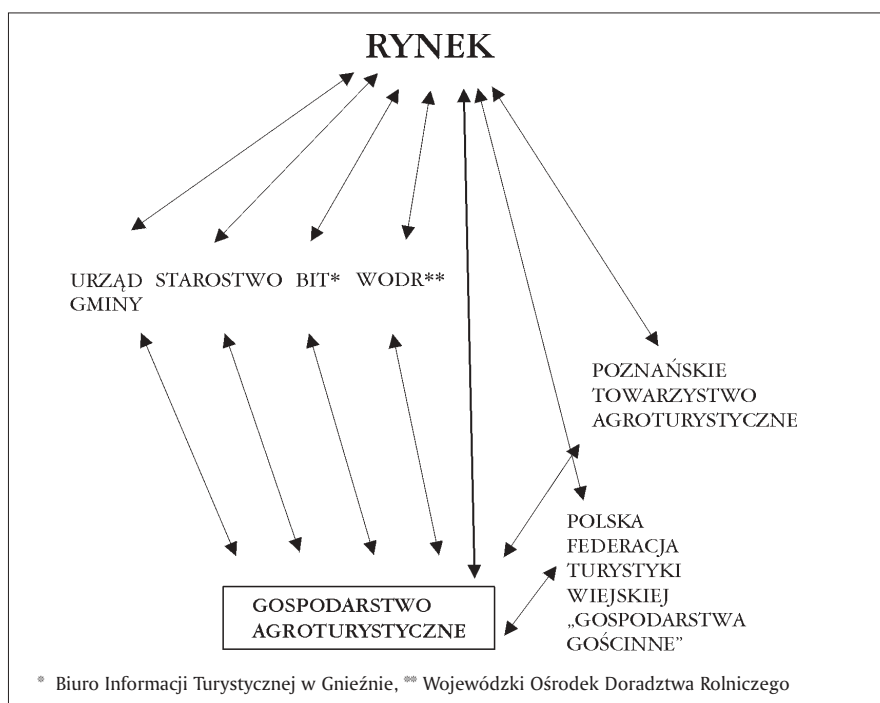 RYNEK
URZĄD STAROSTWO BIT* WODR**
GMINY
POZNAŃSKIE
TOWARZYSTWO
AGROTURYSTYCZNE
POLSKA
FEDERACJA
TURYSTYKI
WIEJSKIEJ
„GOSPODARSTWA
GOŚCINNE”
GOSPODARSTWO
AGROTURYSTYCZNE
* Biuro Informacji Turystycznej w Gnieźnie, ** Wojewódzki Ośrodek Doradztwa Rolniczego